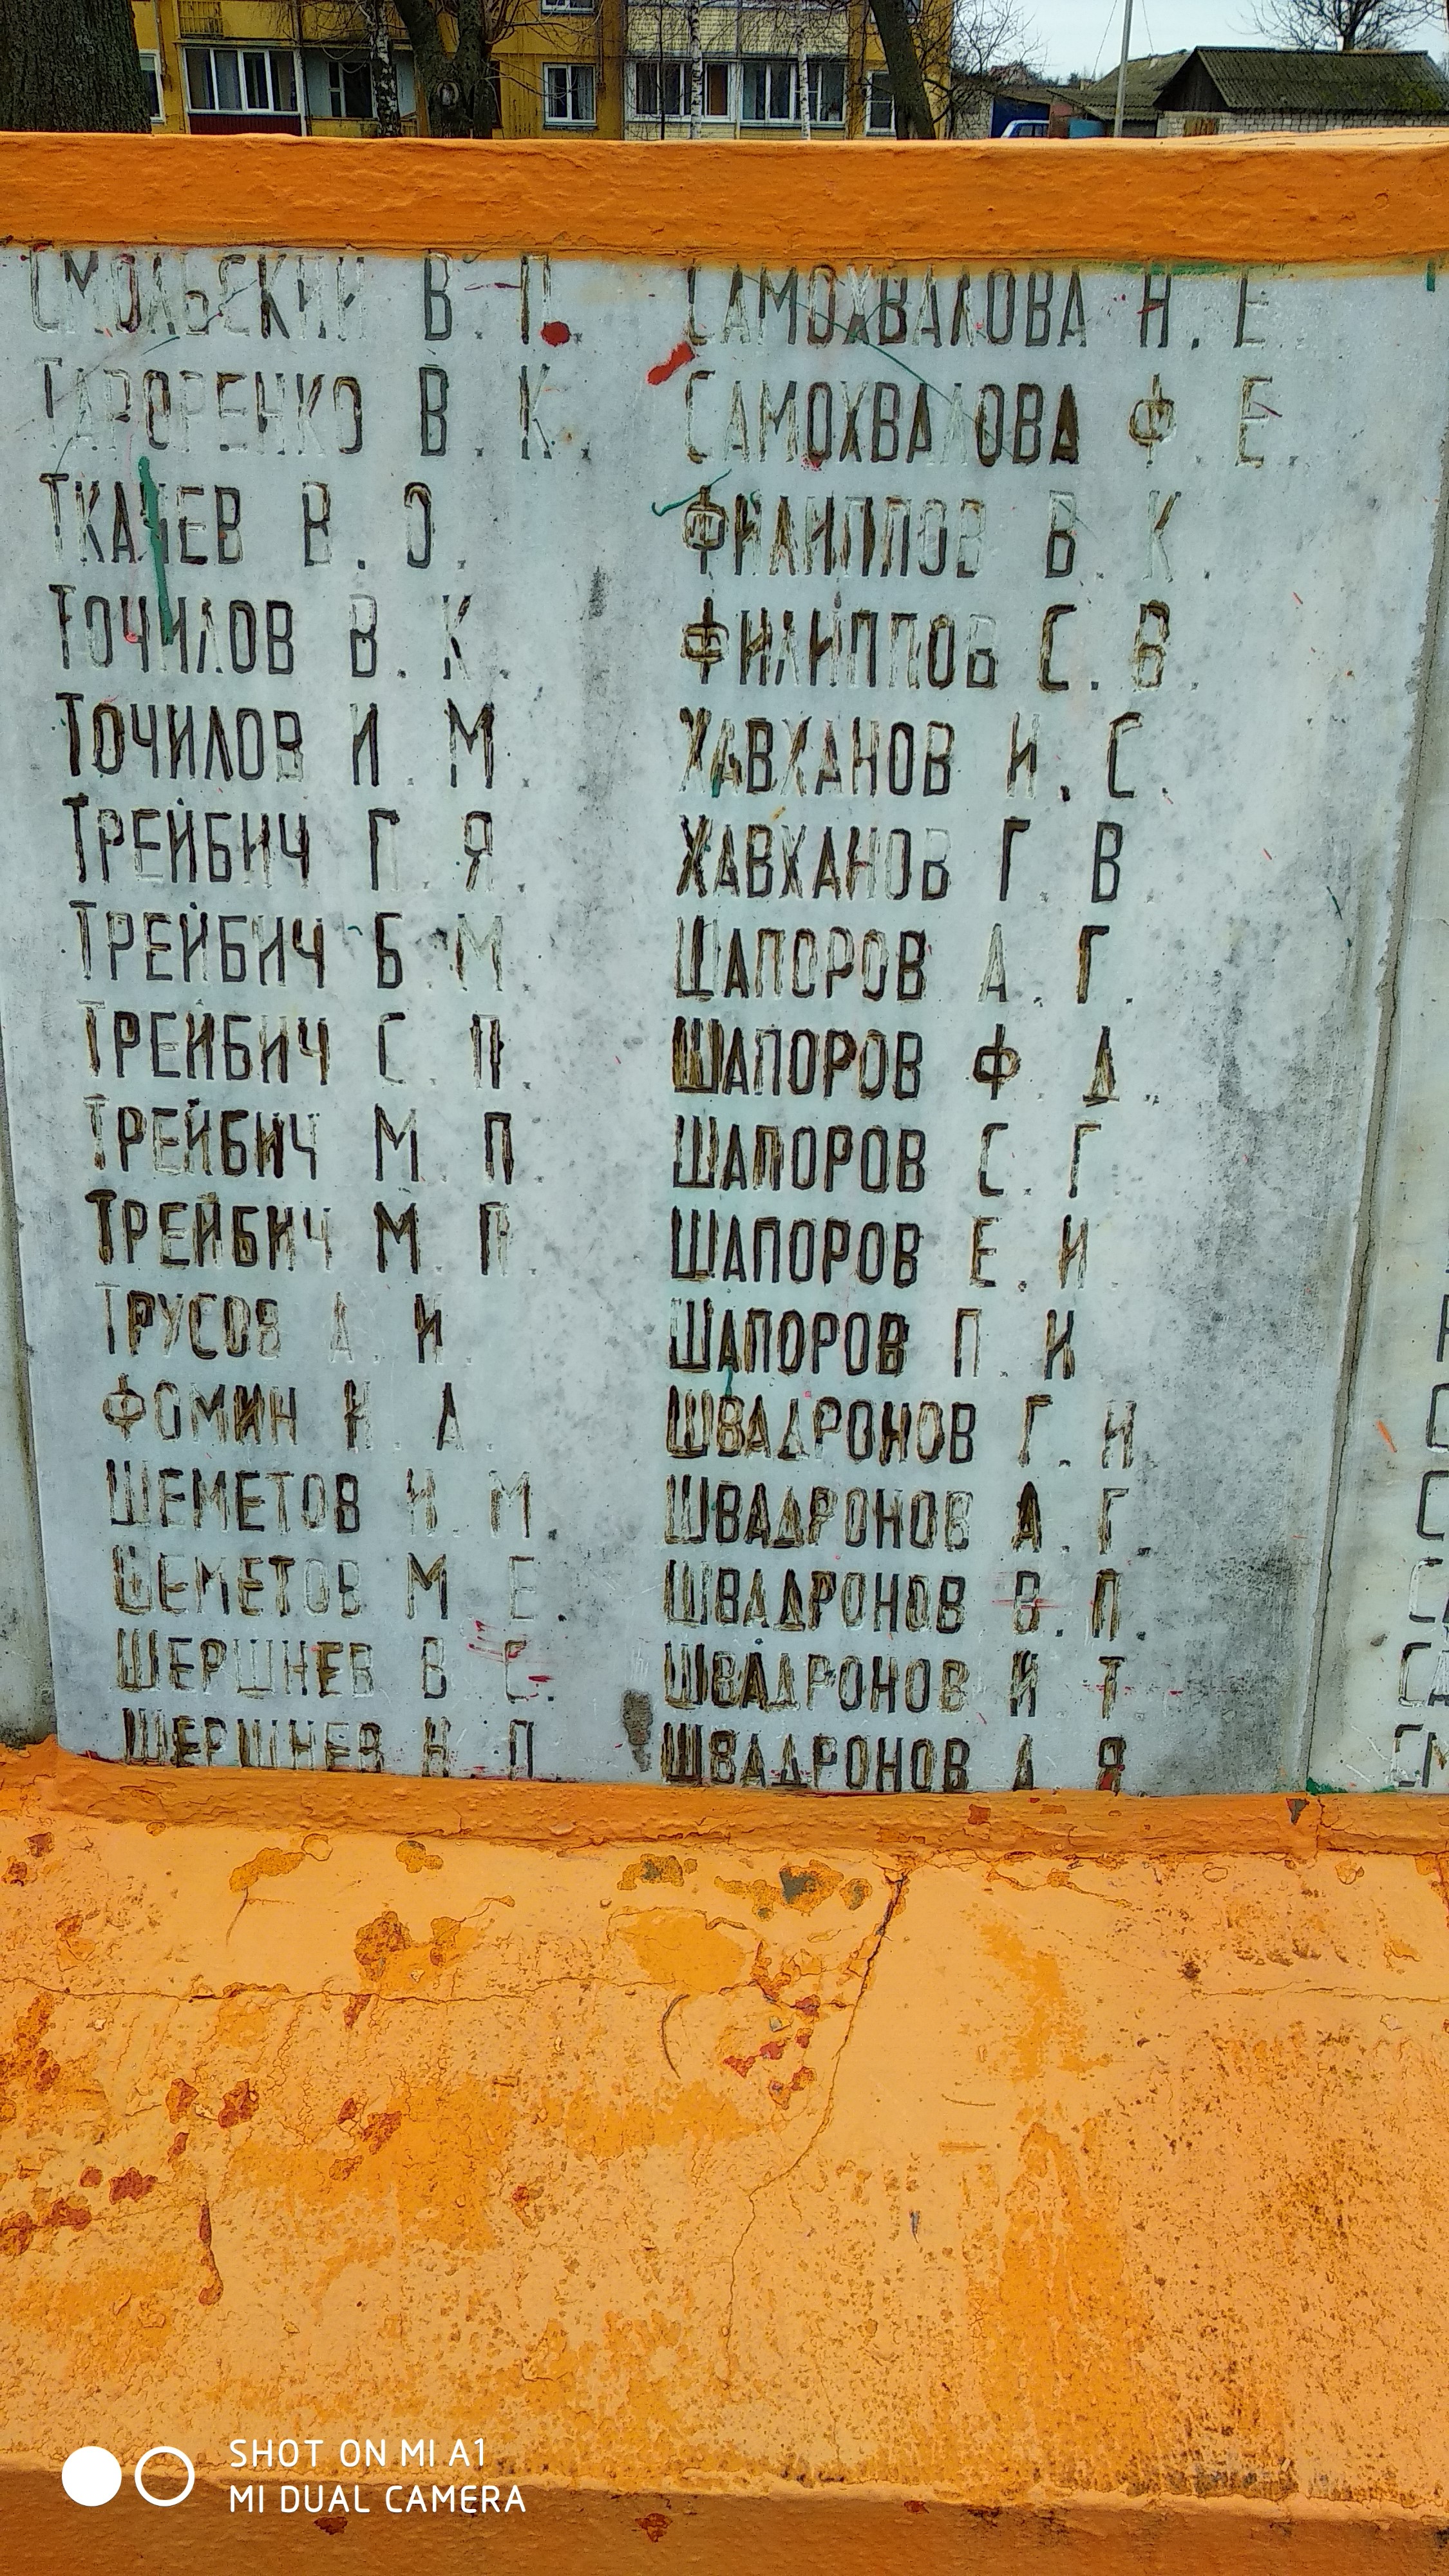 СМОЛЬСКИЙ В. П.
ТАРОРЕНКО В. К.
ТКАЧЕВ В. О.
ТОЧИЛОВ В. К.
ТОЧИЛОВ И. М.
ТРЕЙБИЧ Г. Я.
ТРЕЙБИЧ Б. М.
ТРЕЙБИЧ С. П.
ТРЕЙБИЧ М. П.
ТРЕЙБИЧ М. П.
ТРУСОВ А. И.
ФОМИН Н. А.
ШЕМЕТОВ И. М.
ШЕМЕТОВ М. Е.
ШЕРШНЕВ В. С.
ШЕРШНЕВ Н. П.
САМОХВАЛОВА Н. Е.
САМОХВАЛОВА Ф. Е.
ФИЛИППОВ В. К.
ФИЛИППОВ С. В.
ХАВХАНОВ И. С.
ХАВХАНОВ Г. В.
ШАПОРОВ А. Г.
ШАПОРОВ Ф. Д.
ШАПОРОВ С. Г.
ШАПОРОВ Е. И.
ШАПОРОВ П. И.
ШВАДРОНОВ Г. Н.
ШВАДРОНОВ А. Г.
ШВАДРОНОВ В. П.
ШВАДРОНОВ И. Т.
ШВАДРОНОВ А. Я.
SHOT ON MI A1
MI DUAL CAMERA